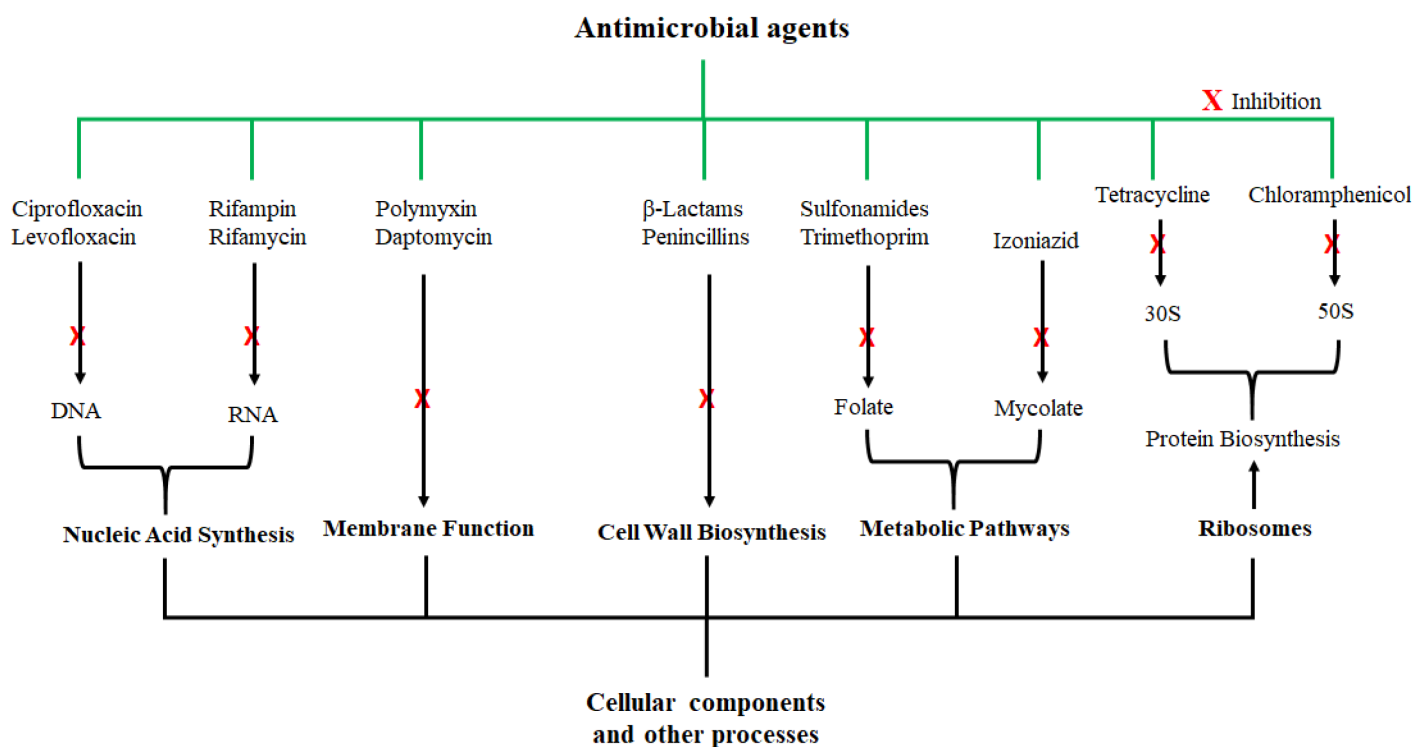 Antimicrobial agents
X Inhibition
Ciprofloxacin
Levofloxacin
Rifampin
Rifamycin
Polymyxin
Daptomycin
β-Lactams
Penincillins
Sulfonamides
Trimethoprim
Izoniazid
Tetracycline
Chloramphenicol
X
X
X
X
X
X
X
X
DNA
RNA
Folate
Mycolate
30S
50S
Protein Biosynthesis
Nucleic Acid Synthesis
Membrane Function
Cell Wall Biosynthesis
Metabolic Pathways
Ribosomes
Cellular components
and other processes